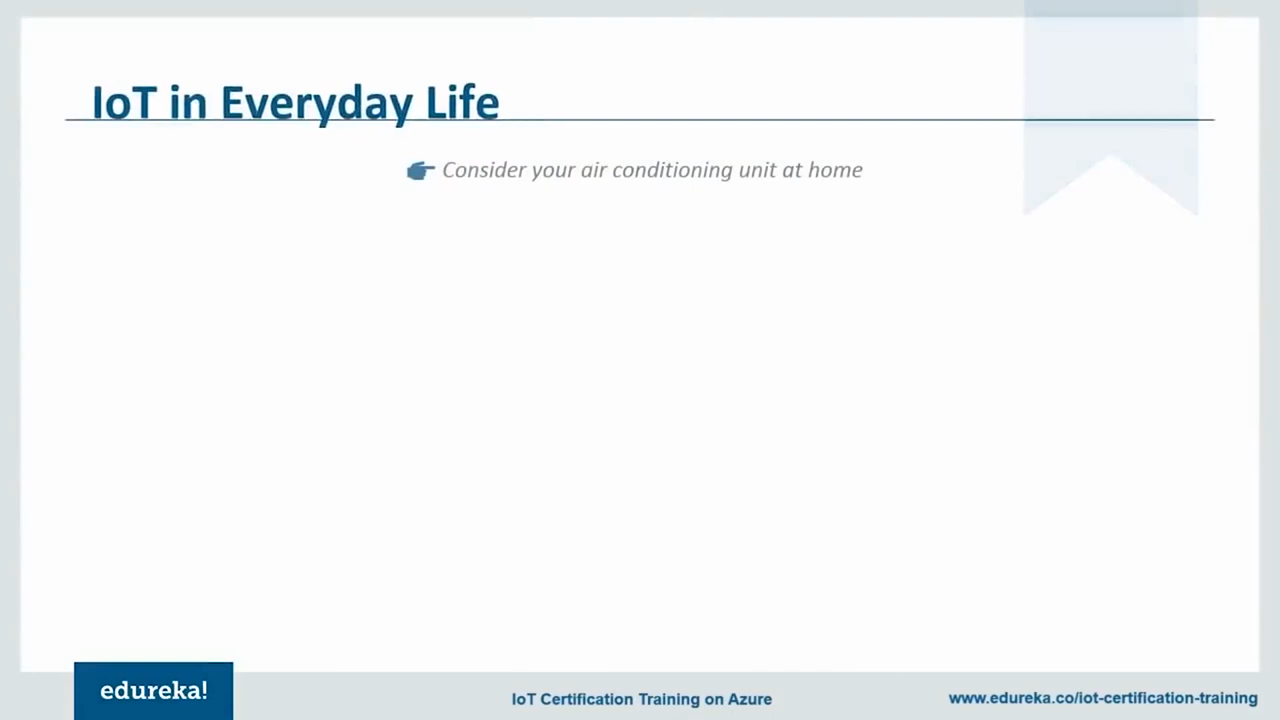 IoT in Everyday Life
Consider your air conditioning unit at home
edureka!
IoT Certification Training on Azure
www.edureka.co/iot-certification-training